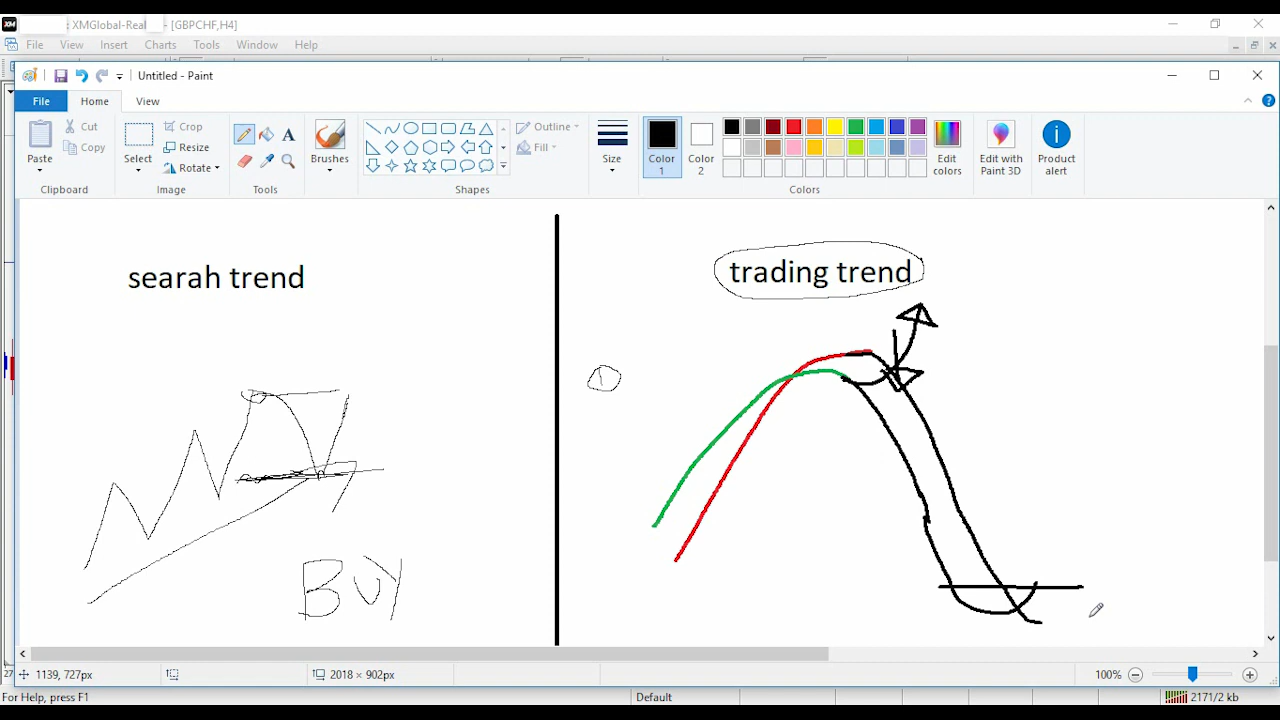 XM : XMGlobal-Real - [GBPCHF,H4]
File View Insert Charts Tools Window Help
Untitled - Paint
File Home View
Paste
Cut
Copy
Clipboard
Select
Crop
Resize
Rotate
Image
A
Tools
Brushes
Outline
Fill
Shapes
Size
Color 1
Color 2
Colors
Edit colors
Edit with Paint 3D
Product alert
searah trend
trading trend
1
BUY
27
1139, 727px
2018 × 902px
100%
For Help, press F1
Default
2171/2 kb